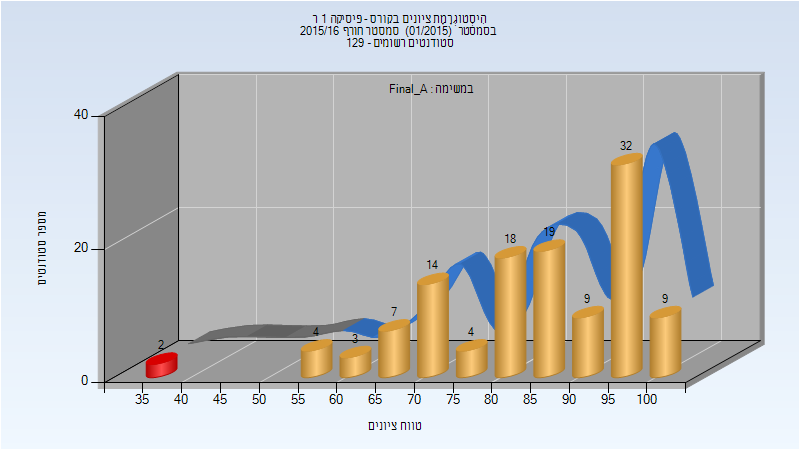 היסטוגרמת ציונים בקורס - פיסיקה 1 ר
בסמסטר (01/2015) סמסטר חורף 2015/16
סטודנטים רשומים - 129
במשימה : Final_A
מספר סטודנטים
40
20
0
2
4
3
7
14
4
18
19
9
32
9
35 40 45 50 55 60 65 70 75 80 85 90 95 100
טווח ציונים